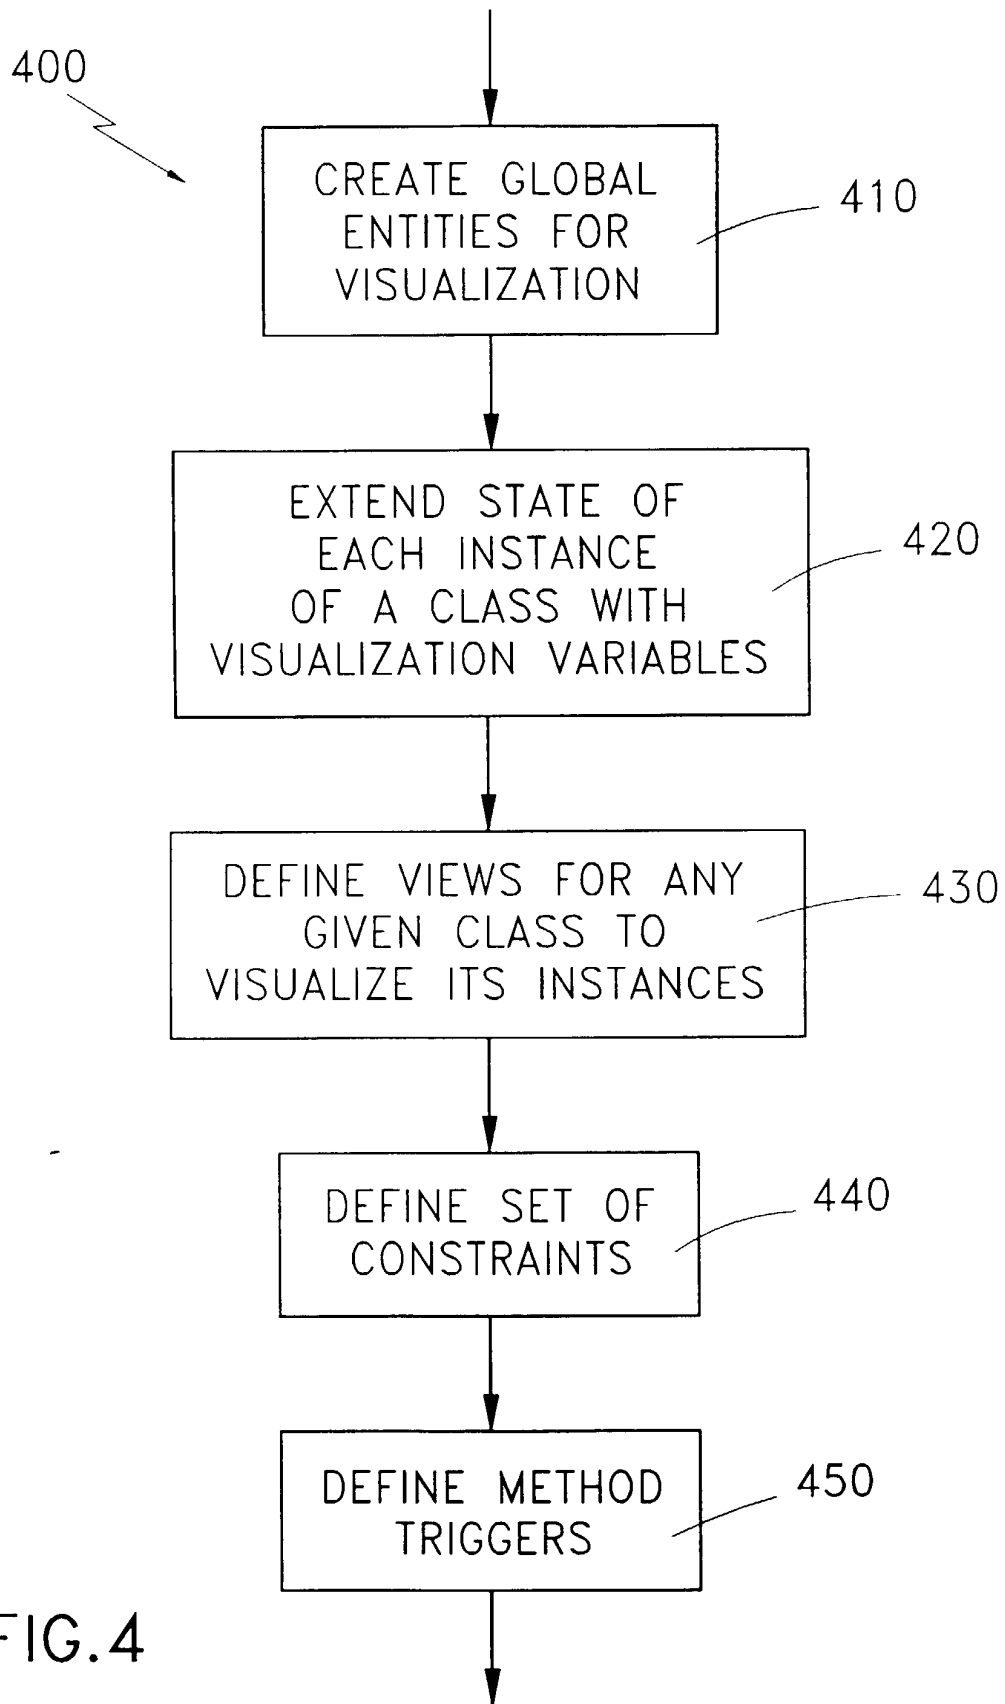 400
CREATE GLOBAL
ENTITIES FOR
VISUALIZATION
410
EXTEND STATE OF
EACH INSTANCE
OF A CLASS WITH
VISUALIZATION VARIABLES
420
DEFINE VIEWS FOR ANY
GIVEN CLASS TO
VISUALIZE ITS INSTANCES
430
DEFINE SET OF
CONSTRAINTS
440
DEFINE METHOD
TRIGGERS
450
FIG. 4